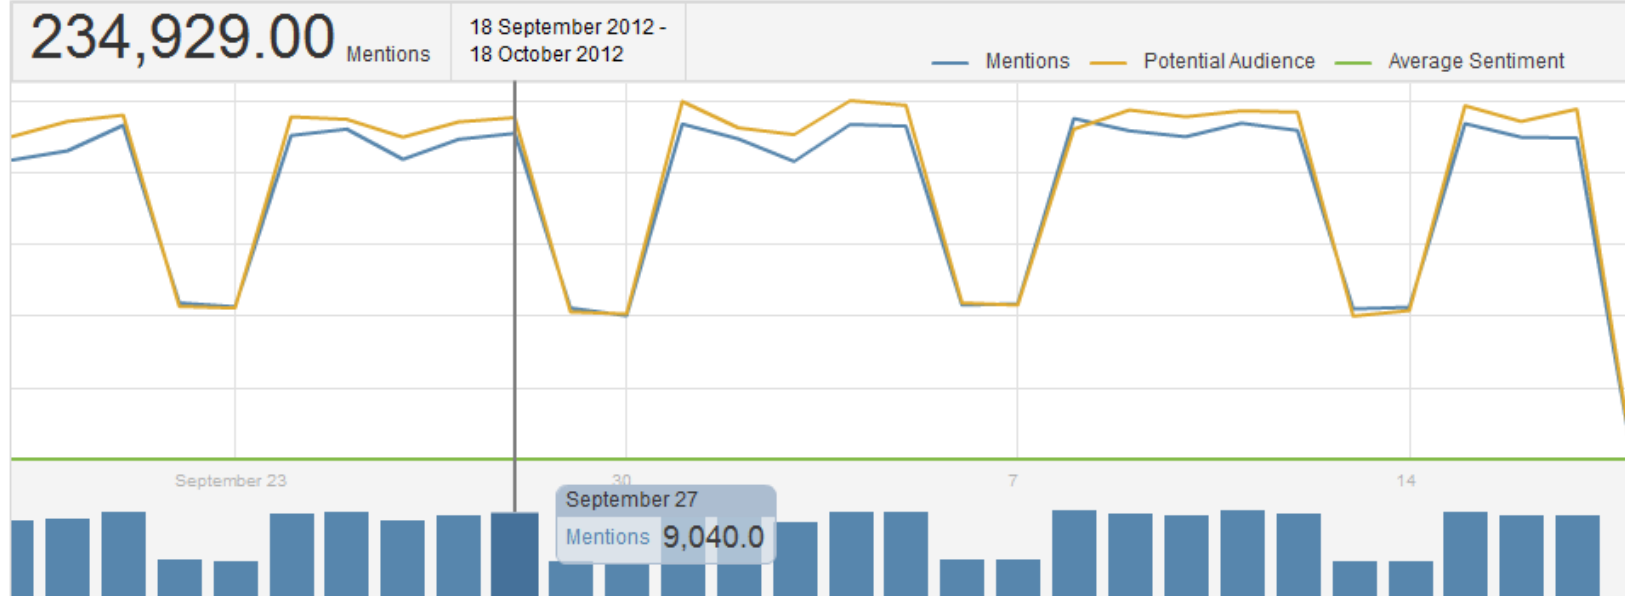 234,929.00 Mentions
18 September 2012 -
18 October 2012
Mentions
Potential Audience
Average Sentiment
September 23
30
7
14
September 27
Mentions 9,040.0